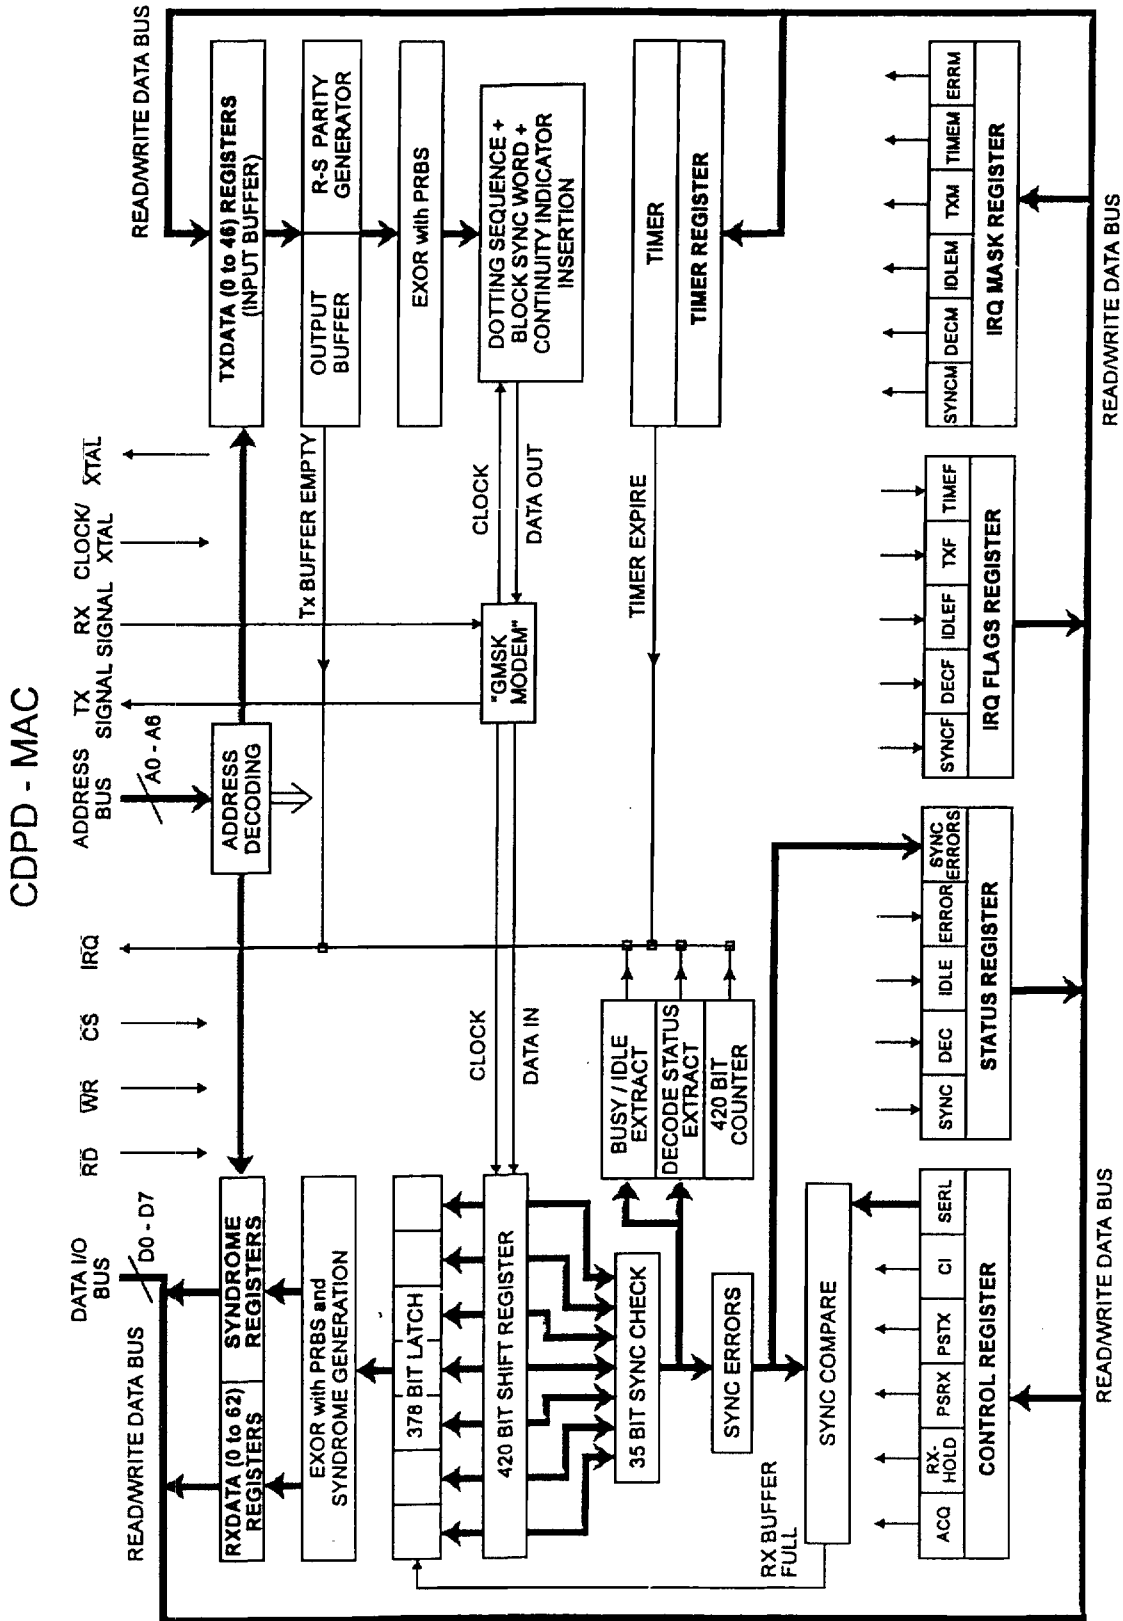 CDPD - MAC
DATA I/O
BUS
D0 - D7
RD
WR
CS
IRQ
ADDRESS
BUS
A0 - A6
TX
SIGNAL
RX
SIGNAL
CLOCK/
XTAL
XTAL
READ/WRITE DATA BUS
READ/WRITE DATA BUS
RXDATA (0 to 62)
REGISTERS
SYNDROME
REGISTERS
ADDRESS
DECODING
TXDATA (0 to 46) REGISTERS
(INPUT BUFFER)
EXOR with PRBS and
SYNDROME GENERATION
Tx BUFFER EMPTY
OUTPUT
BUFFER
R-S PARITY
GENERATOR
378 BIT LATCH
EXOR with PRBS
420 BIT SHIFT REGISTER
CLOCK
DATA IN
"GMSK
MODEM"
CLOCK
DATA OUT
DOTTING SEQUENCE +
BLOCK SYNC WORD +
CONTINUITY INDICATOR
INSERTION
35 BIT SYNC CHECK
BUSY / IDLE
EXTRACT
DECODE STATUS
EXTRACT
420 BIT
COUNTER
TIMER EXPIRE
TIMER
TIMER REGISTER
SYNC ERRORS
RX BUFFER
FULL
SYNC COMPARE
ACQ
RX-
HOLD
PSRX
PSTX
CI
SERL
CONTROL REGISTER
SYNC
DEC
IDLE
ERROR
SYNC
ERRORS
STATUS REGISTER
SYNCF
DECF
IDLEF
TXF
TIMEF
IRQ FLAGS REGISTER
SYNCM
DECM
IDLEM
TXM
TIMEM
ERRM
IRQ MASK REGISTER
READ/WRITE DATA BUS
READ/WRITE DATA BUS